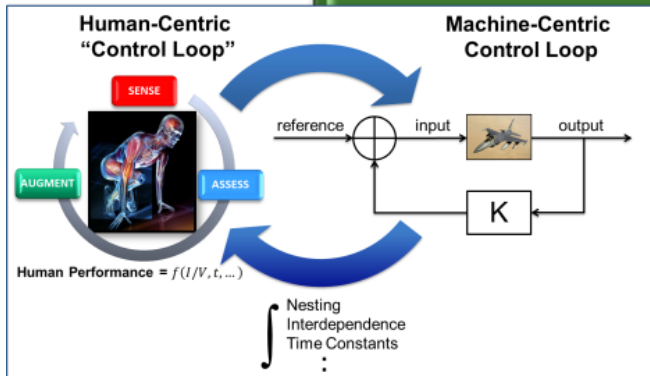 Human-Centric
“Control Loop”
SENSE
AUGMENT
ASSESS
Human Performance = f(I/V, t, ...)
Machine-Centric
Control Loop
reference
input
output
K
∫ Nesting
Interdependence
Time Constants
⋮